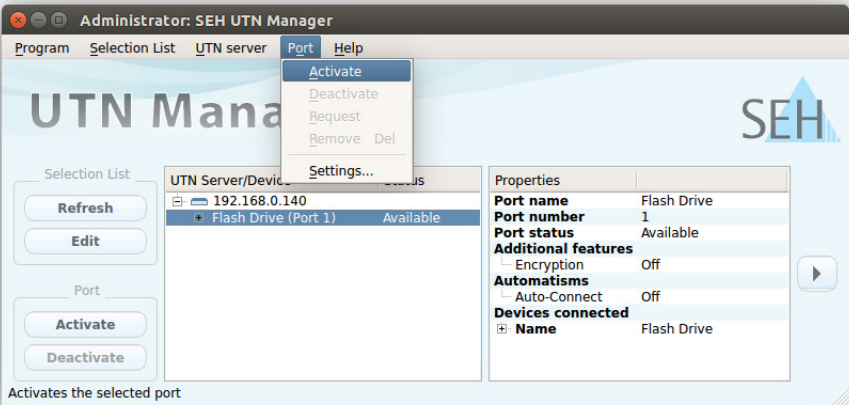 Administrator: SEH UTN Manager
Program Selection List UTN server Port Help
Activate
Deactivate
Request
Remove Del
Settings...
UTN Mana
SEH
Selection List
Refresh
Edit
Port
Activate
Deactivate
UTN Server/Device Status
192.168.0.140
Flash Drive (Port 1) Available
Properties
Port name Flash Drive
Port number 1
Port status Available
Additional features
Encryption Off
Automatisms
Auto-Connect Off
Devices connected
Name Flash Drive
Activates the selected port